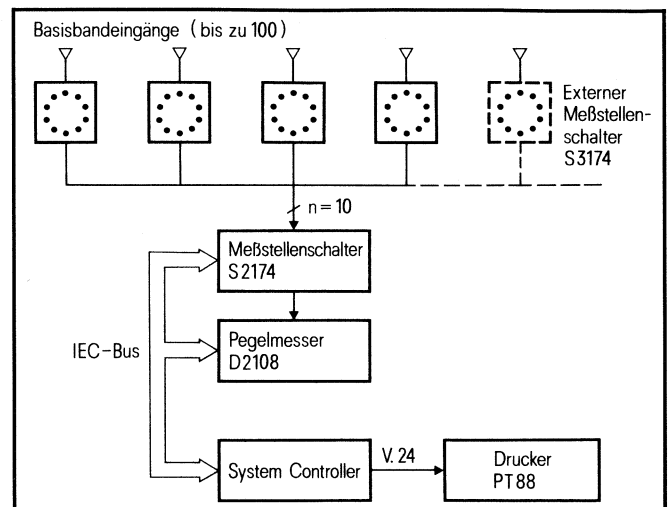 Basisbandeingänge (bis zu 100)
Externer
Meßstellen-
schalter
S3174
n=10
Meßstellenschalter
S2174
IEC-Bus
Pegelmesser
D2108
System Controller
V.24
Drucker
PT88